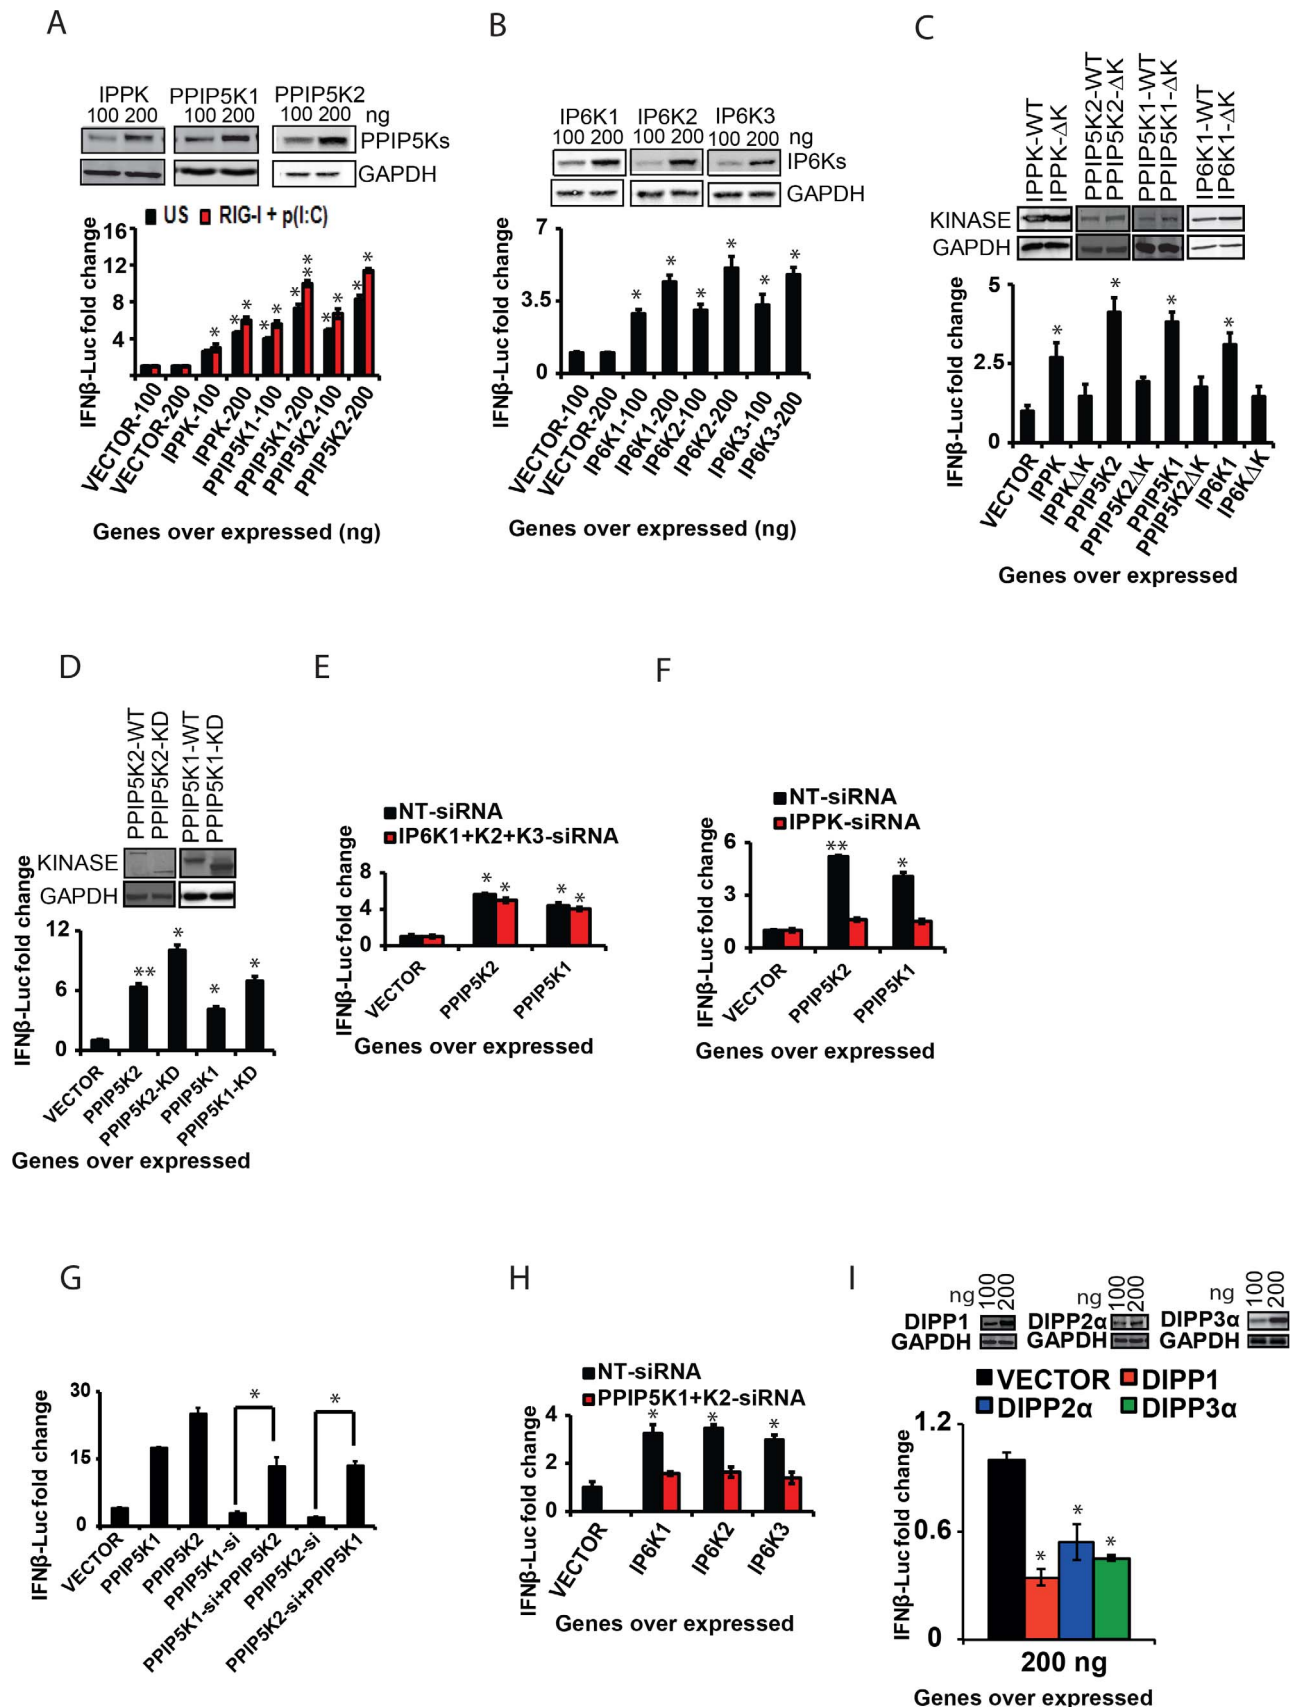 A
IPPK PPIP5K1 PPIP5K2
100 200 100 200 100 200 ng
PPIP5Ks
GAPDH
US RIG-I + p(I:C)
IFNβ-Luc fold change
16
12
8
4
* * * * * * * * * * * * *
VECTOR-100
VECTOR-200
IPPK-100
IPPK-200
PPIP5K1-100
PPIP5K1-200
PPIP5K2-100
PPIP5K2-200
Genes over expressed (ng)
B
IP6K1 IP6K2 IP6K3
100 200 100 200 100 200 ng
IP6Ks
GAPDH
IFNβ-Luc fold change
7
3.5
0
* * * * * *
VECTOR-100
VECTOR-200
IP6K1-100
IP6K1-200
IP6K2-100
IP6K2-200
IP6K3-100
IP6K3-200
Genes over expressed (ng)
C
IPPK-WT
IPPK-ΔK
PPIP5K2-WT
PPIP5K2-ΔK
PPIP5K1-WT
PPIP5K1-ΔK
IP6K1-WT
IP6K1-ΔK
KINASE
GAPDH
IFNβ-Luc fold change
5
2.5
0
* * * *
VECTOR
IPPK
IPPKΔK
PPIP5K2
PPIP5K2ΔK
PPIP5K1
PPIP5K2ΔK
IP6K1
IP6KΔK
Genes over expressed
D
PPIP5K2-WT
PPIP5K2-KD
PPIP5K1-WT
PPIP5K1-KD
KINASE
GAPDH
IFNβ-Luc fold change
12
6
0
** * * *
VECTOR
PPIP5K2
PPIP5K2-KD
PPIP5K1
PPIP5K1-KD
Genes over expressed
E
NT-siRNA
IP6K1+K2+K3-siRNA
IFNβ-Luc fold change
8
4
0
* * * *
VECTOR
PPIP5K2
PPIP5K1
Genes over expressed
F
NT-siRNA
IPPK-siRNA
IFNβ-Luc fold change
6
3
0
** *
VECTOR
PPIP5K2
PPIP5K1
Genes over expressed
G
IFNβ-Luc fold change
30
15
0
* *
VECTOR
PPIP5K1
PPIP5K2
PPIP5K1-si
PPIP5K1-si+PPIP5K2
PPIP5K2-si
PPIP5K2-si+PPIP5K1
H
NT-siRNA
PPIP5K1+K2-siRNA
IFNβ-Luc fold change
4
2
0
* * *
VECTOR
IP6K1
IP6K2
IP6K3
Genes over expressed
I
ng 100 200 ng 100 200 100 200 ng
DIPP1 DIPP2α DIPP3α
GAPDH GAPDH GAPDH
VECTOR DIPP1
DIPP2α DIPP3α
IFNβ-Luc fold change
1.2
0.6
0
* * *
200 ng
Genes over expressed